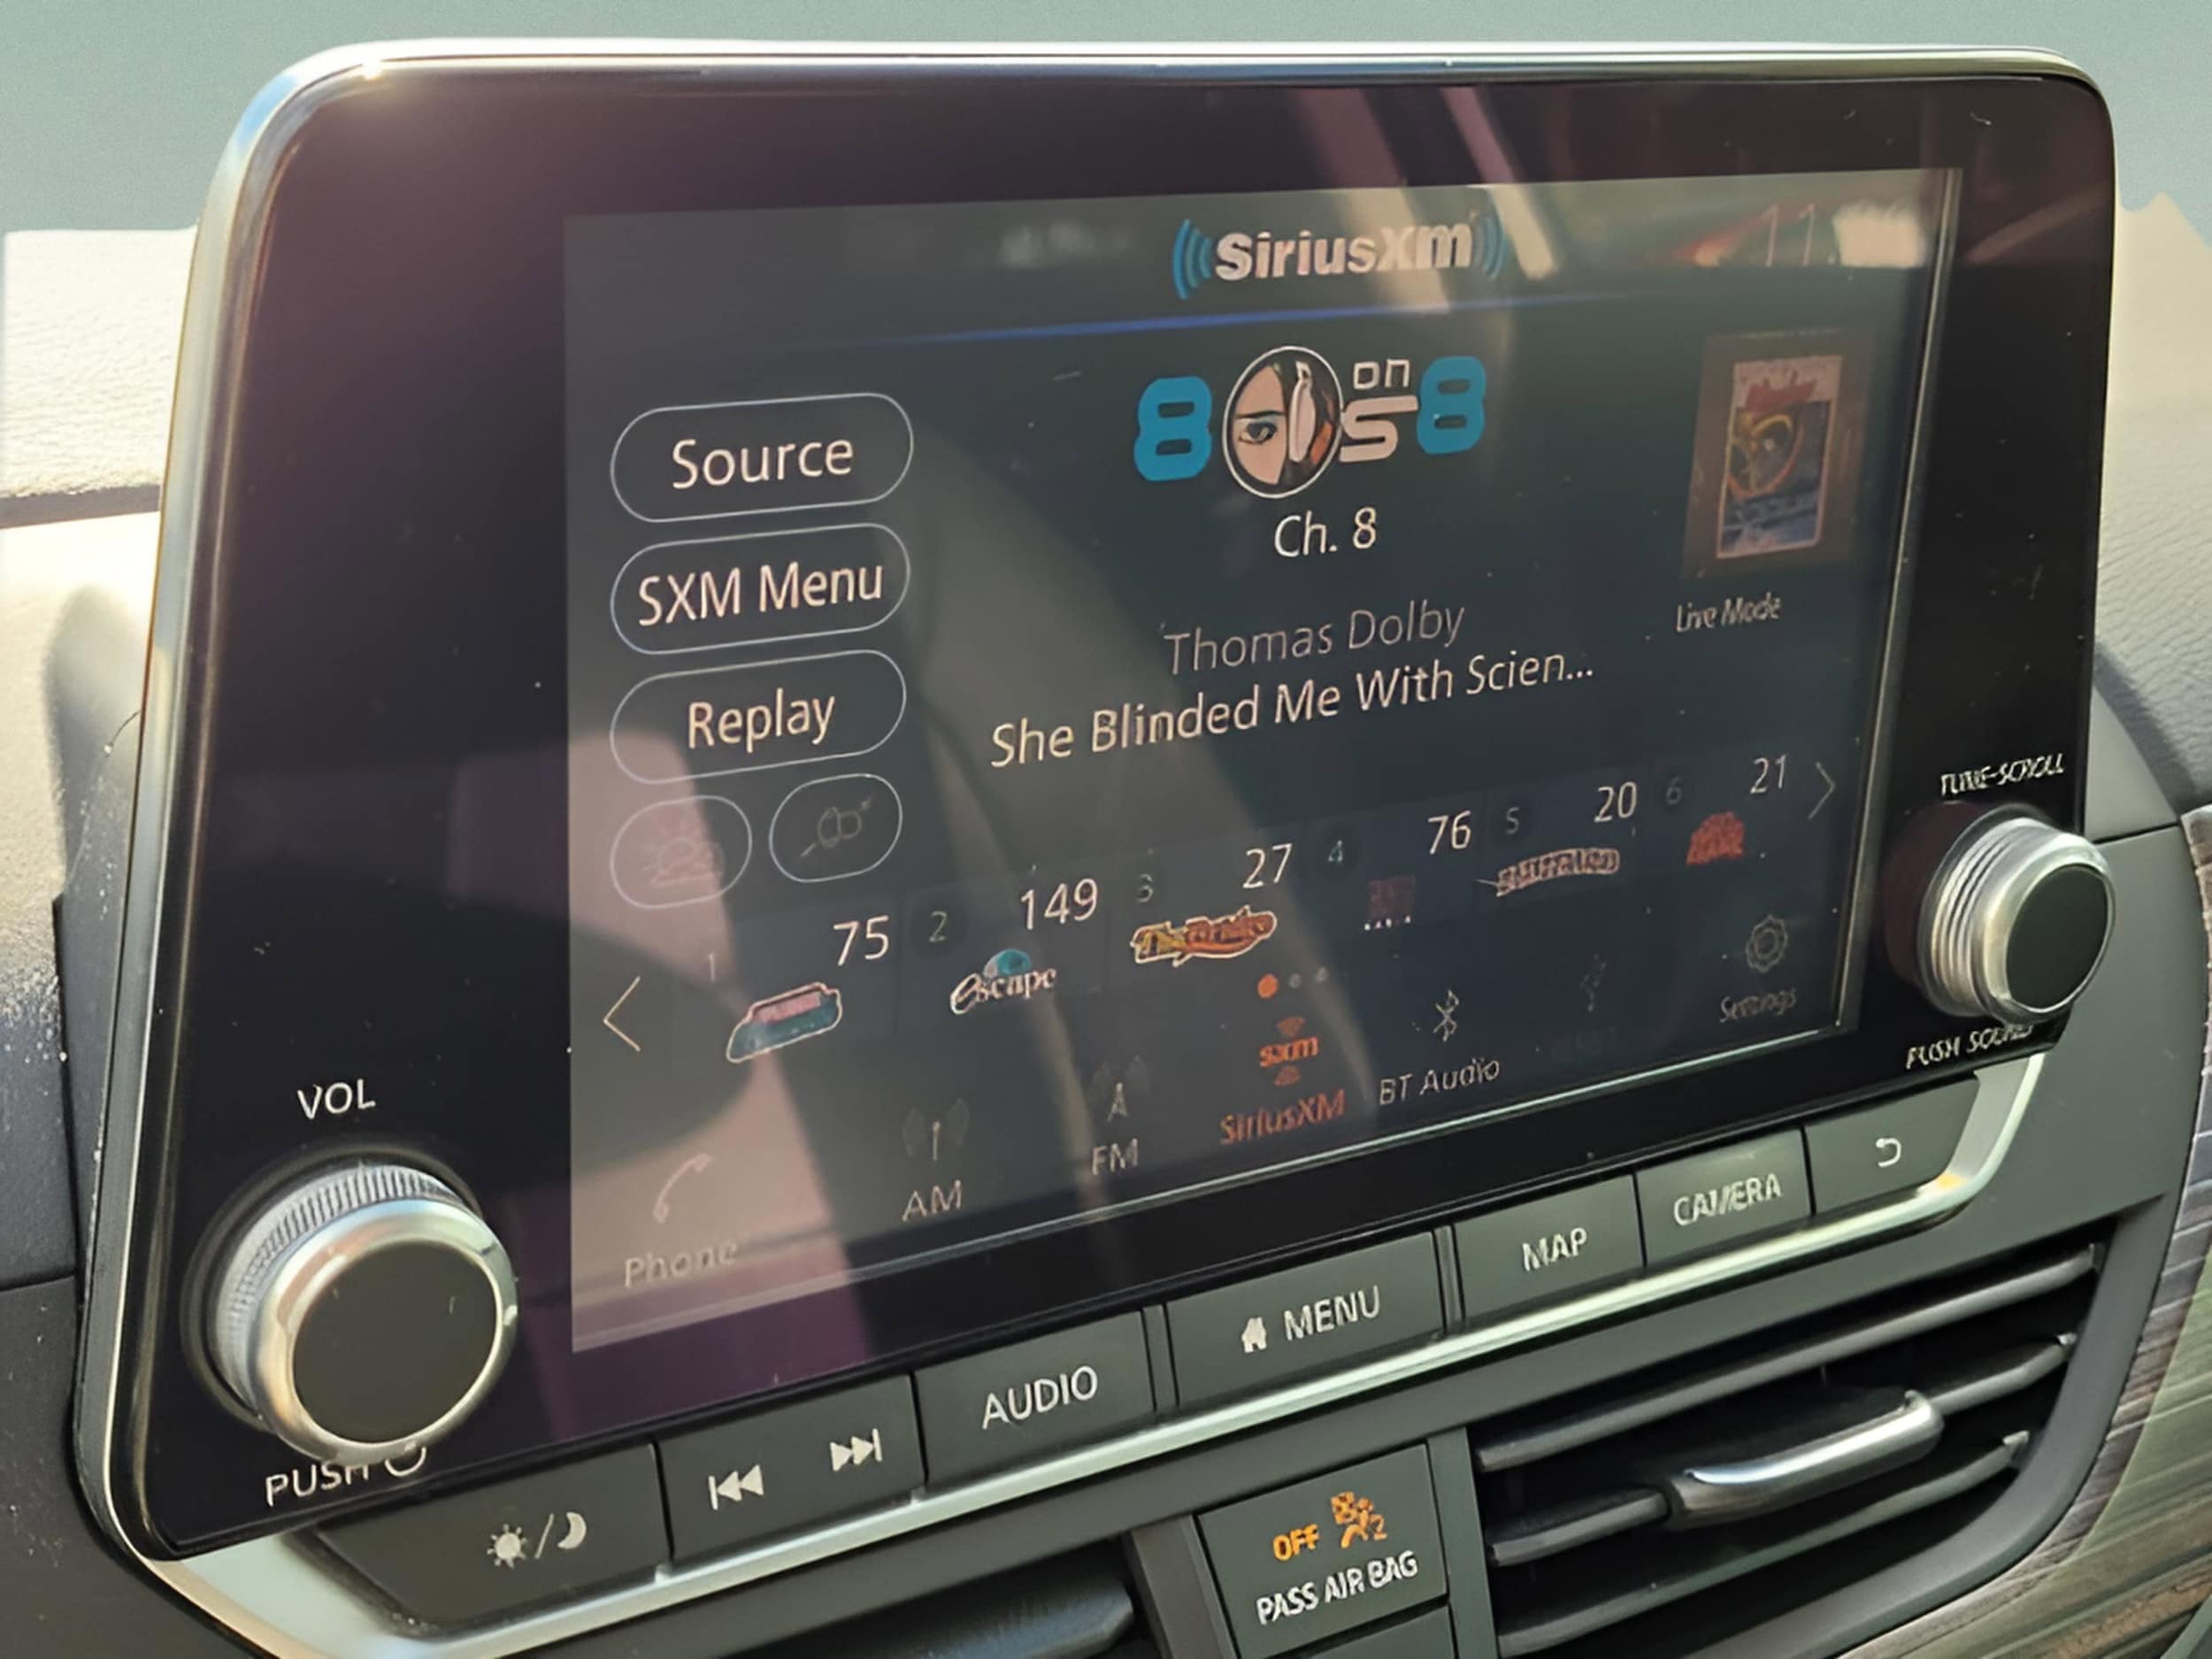 SiriusXM
8 on 8
Source
Ch. 8
SXM Menu
Live Mode
Thomas Dolby
She Blinded Me With Scien...
Replay
1 75
2 149
3 27
4 76
5 20
6 21
escape
sxm
SiriusXM
BT Audio
Settings
FM
AM
Phone
VOL
PUSH
TUNE-SCROLL
PUSH SOUND
AUDIO
MENU
MAP
CAMERA
OFF 2
PASS AIR BAG